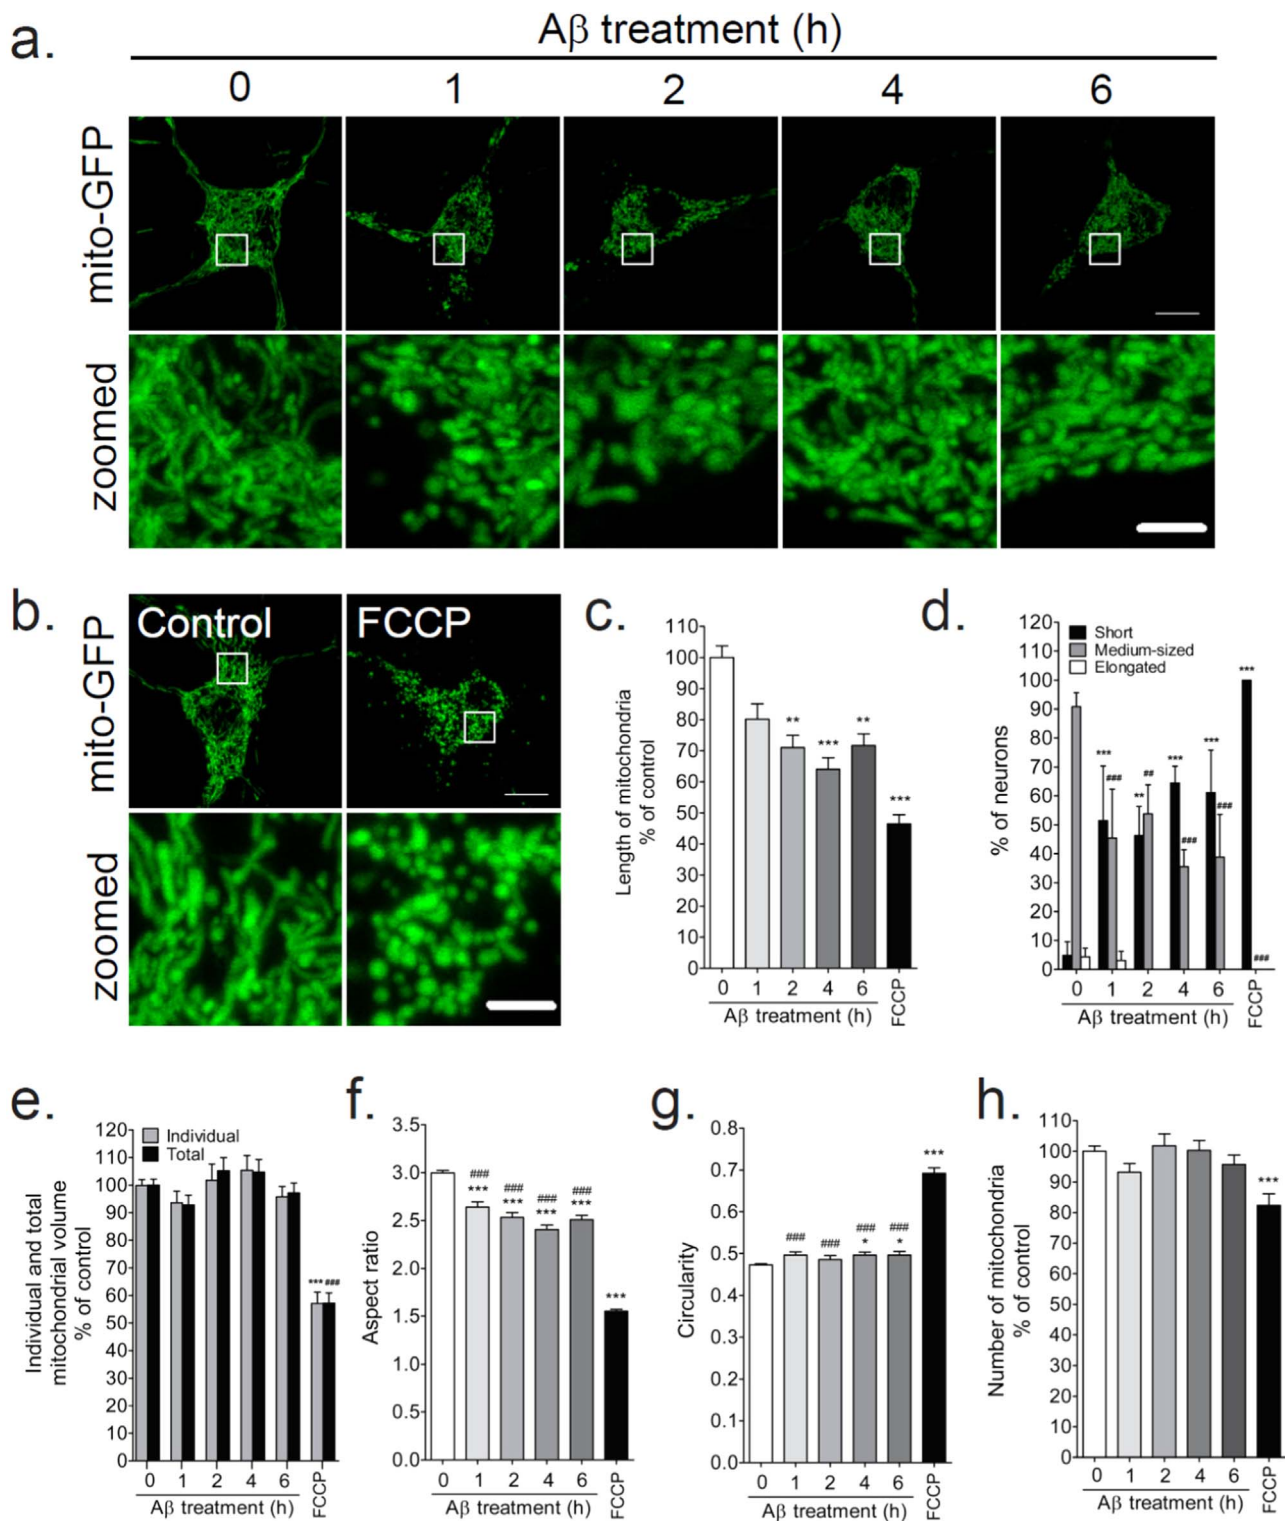 a.
Aβ treatment (h)
0 1 2 4 6
mito-GFP
zoomed
b.
Control FCCP
mito-GFP
zoomed
c.
110
100
90
80
70
60
50
40
30
20
10
0
Length of mitochondria
% of control
** *** ** ***
0 1 2 4 6 FCCP
Aβ treatment (h)
d.
120
110
100
90
80
70
60
50
40
30
20
10
0
% of neurons
Short
Medium-sized
Elongated
*** ### ** ## *** ### *** ### *** ###
0 1 2 4 6 FCCP
Aβ treatment (h)
e.
120
110
100
90
80
70
60
50
40
30
20
10
0
Individual and total
mitochondrial volume
% of control
Individual
Total
*** ###
0 1 2 4 6 FCCP
Aβ treatment (h)
f.
3.5
3.0
2.5
2.0
1.5
1.0
0.5
0.0
Aspect ratio
### ### ### ###
*** *** *** *** ***
0 1 2 4 6 FCCP
Aβ treatment (h)
g.
0.8
0.7
0.6
0.5
0.4
0.3
0.2
0.1
0.0
Circularity
***
### ### ### ###
* *
0 1 2 4 6 FCCP
Aβ treatment (h)
h.
110
100
90
80
70
60
50
40
30
20
10
0
Number of mitochondria
% of control
***
0 1 2 4 6 FCCP
Aβ treatment (h)